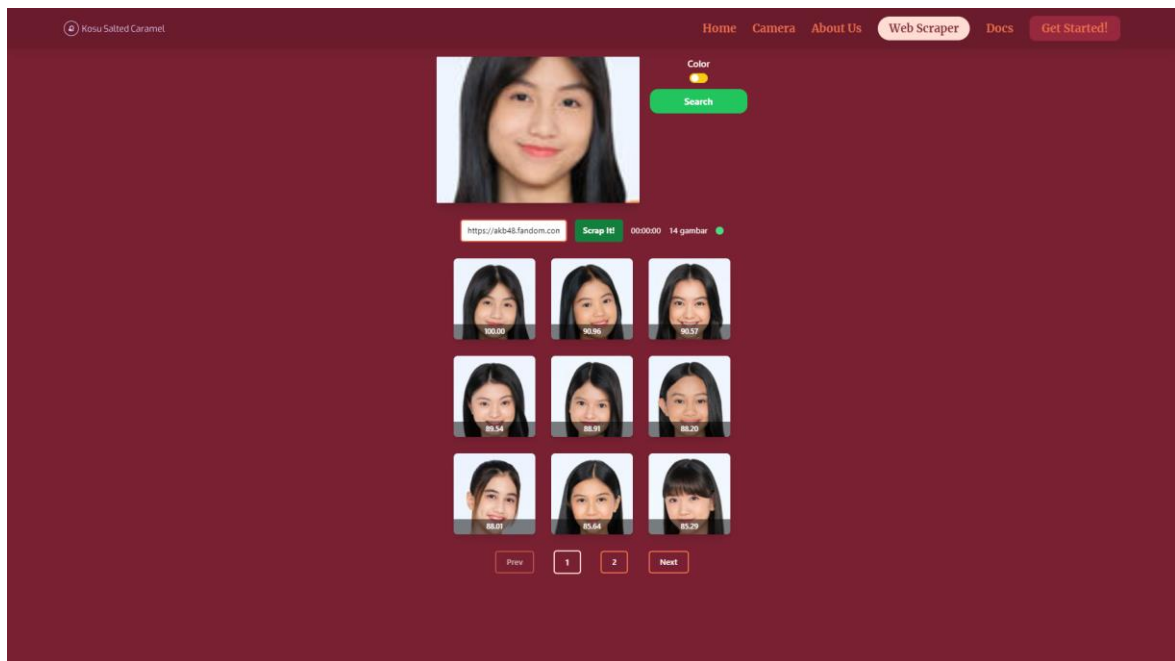 Kosu Salted Caramel
Home Camera About Us Web Scraper Docs Get Started!
Color
Search
https://akb48.fandom.con Scrap It! 00:00:00 14 gambar
100.00 90.96 90.57
89.54 88.91 88.20
88.01 85.64 85.29
Prev 1 2 Next